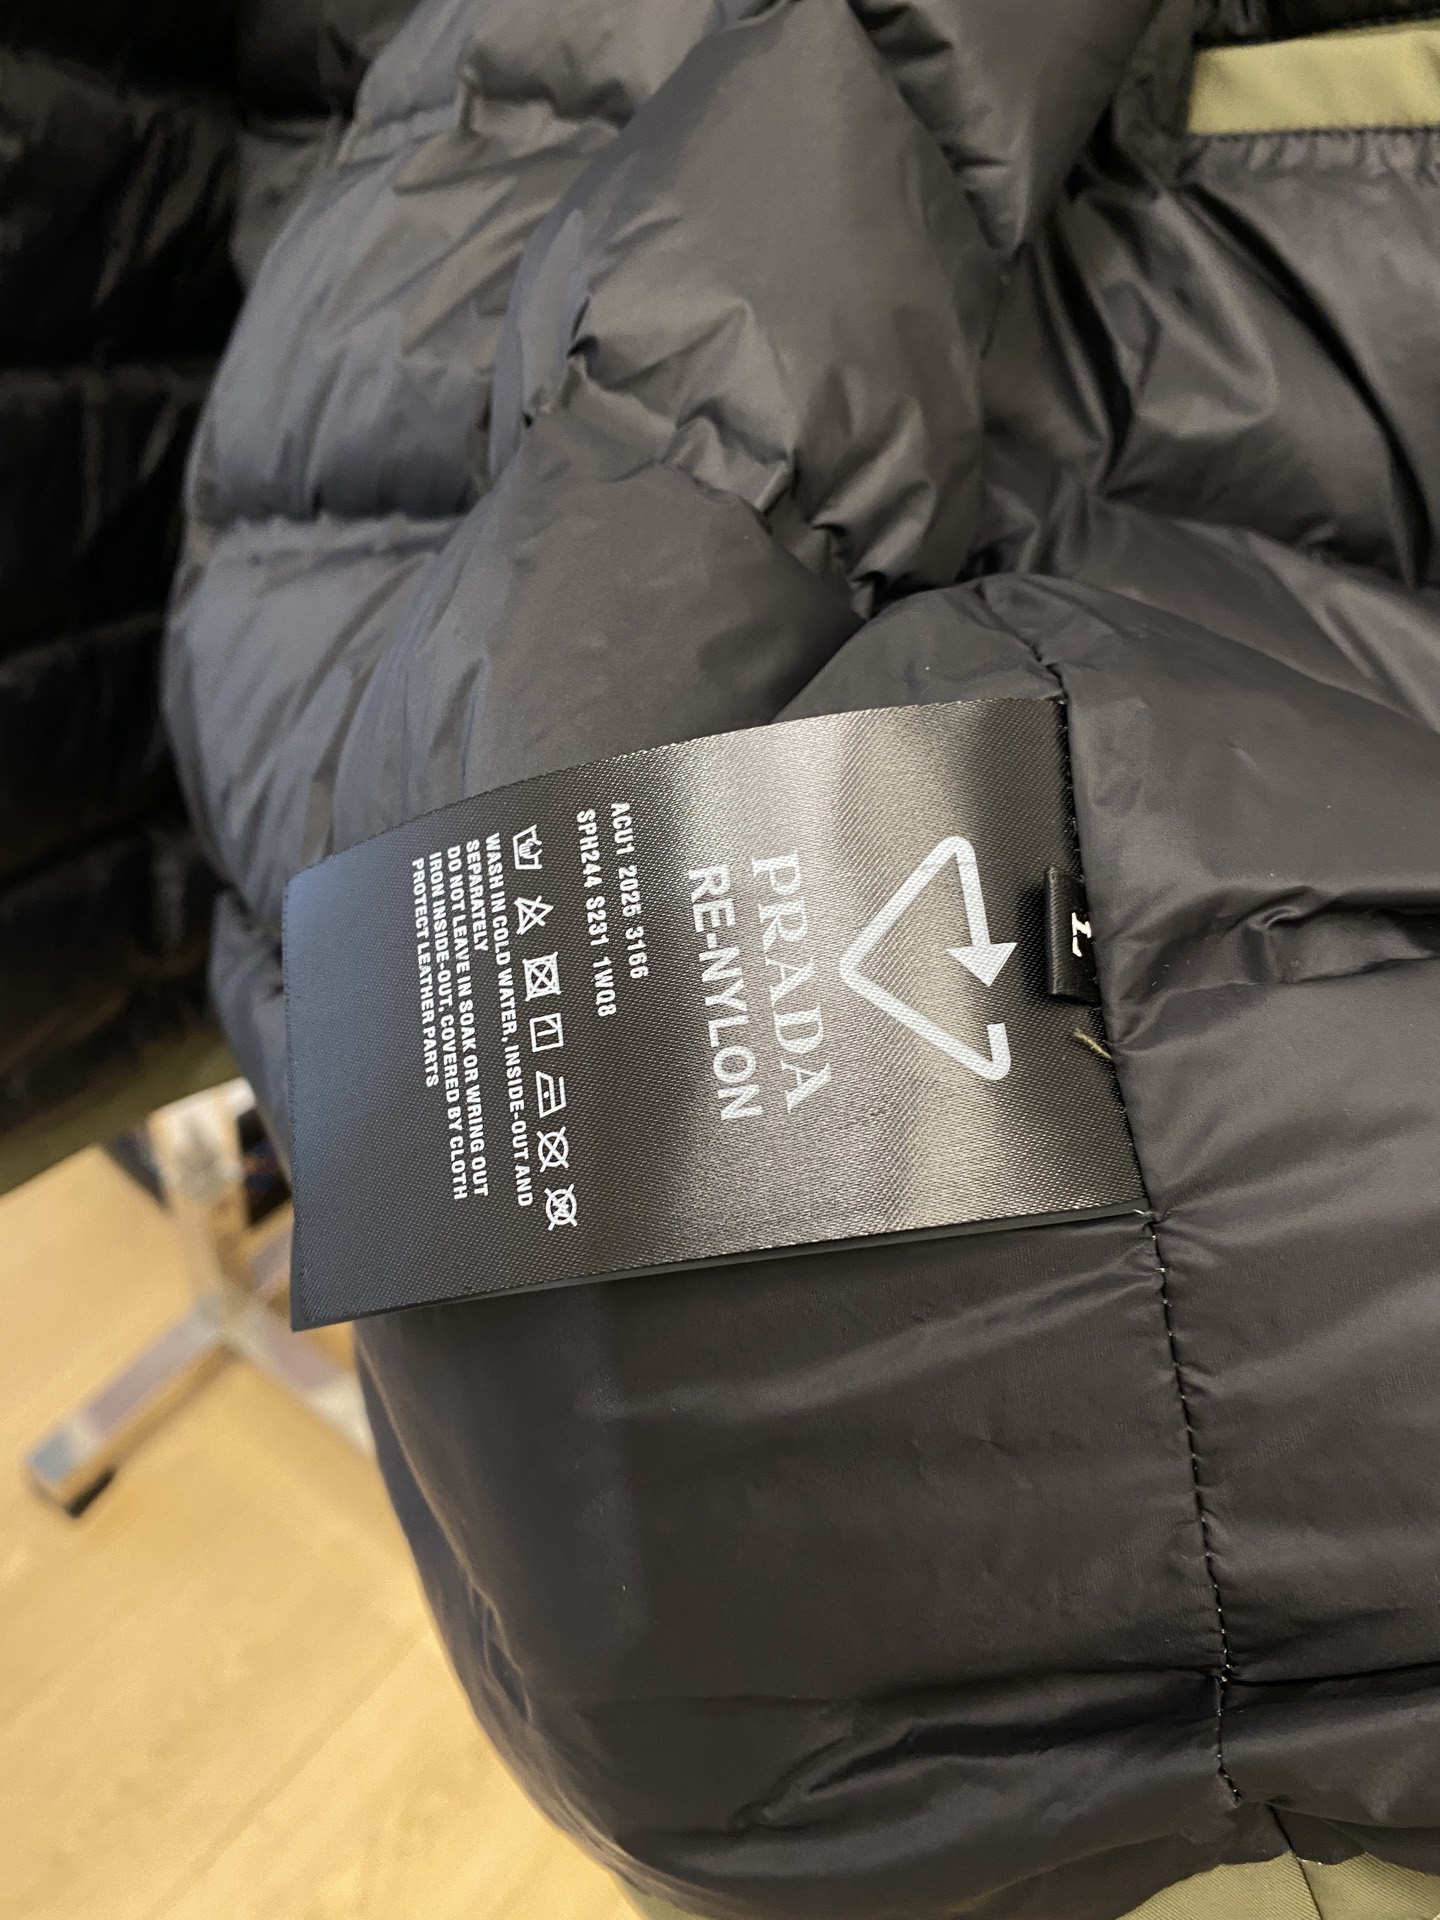 L
PRADA
RE-NYLON
ACU1 2025 3166
SPH244 S231 1WQ8
WASH IN COLD WATER, INSIDE-OUT AND
SEPARATELY
DO NOT LEAVE IN SOAK OR WRING OUT
IRON INSIDE-OUT, COVERED BY CLOTH
PROTECT LEATHER PARTS